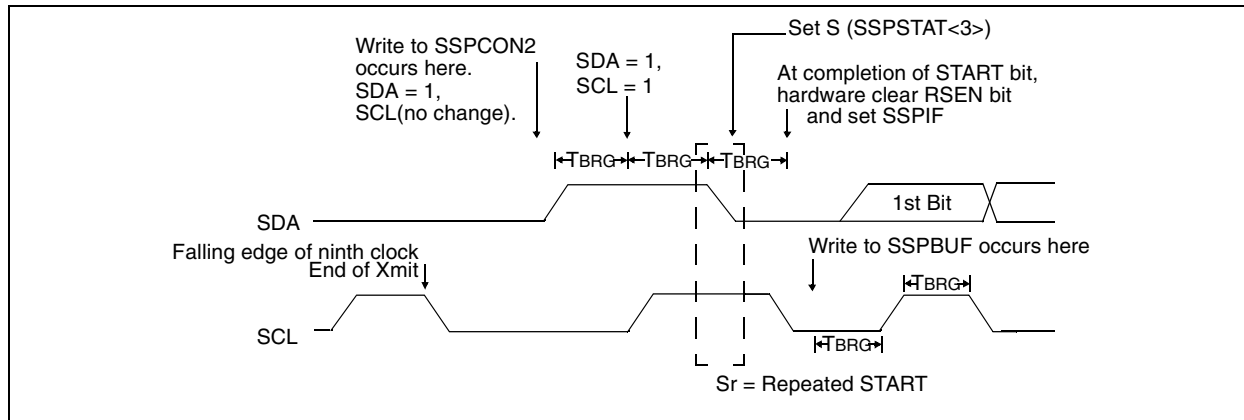 Set S (SSPSTAT<3>)
Write to SSPCON2
occurs here.
SDA = 1,
SCL(no change).
SDA = 1,
SCL = 1
At completion of START bit,
hardware clear RSEN bit
and set SSPIF
TBRG TBRG TBRG
SDA
1st Bit
Falling edge of ninth clock
End of Xmit
Write to SSPBUF occurs here
TBRG
SCL
TBRG
Sr = Repeated START